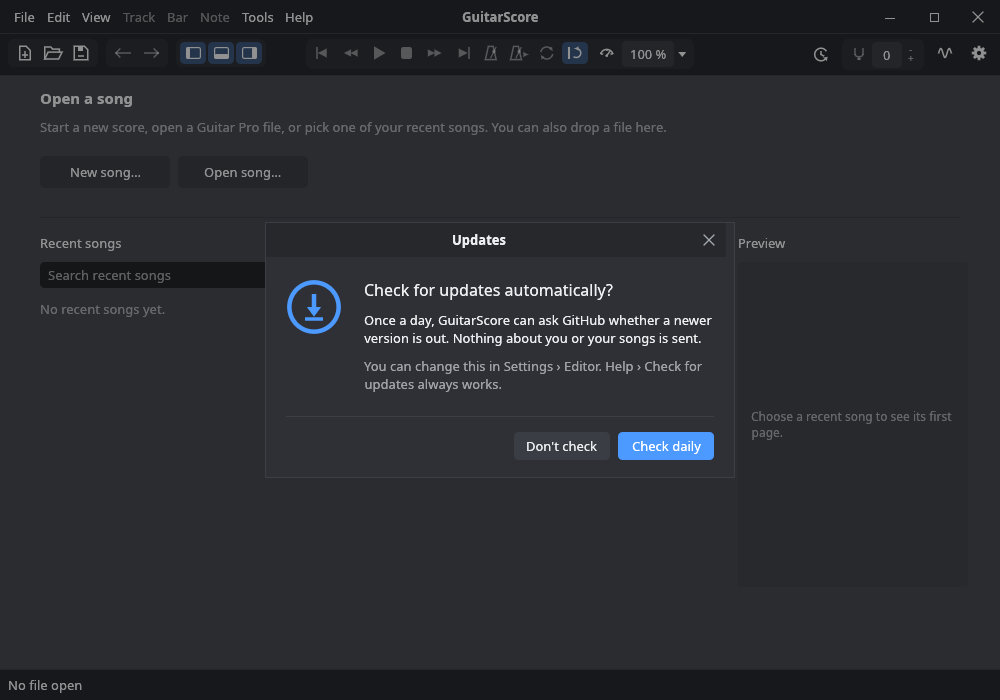 File Edit View Track Bar Note Tools Help
GuitarScore
100 %
0
-
+
Open a song
Start a new score, open a Guitar Pro file, or pick one of your recent songs. You can also drop a file here.
New song...
Open song...
Recent songs
Search recent songs
No recent songs yet.
Updates
Check for updates automatically?
Once a day, GuitarScore can ask GitHub whether a newer
version is out. Nothing about you or your songs is sent.
You can change this in Settings › Editor. Help › Check for
updates always works.
Don't check
Check daily
Preview
Choose a recent song to see its first
page.
No file open